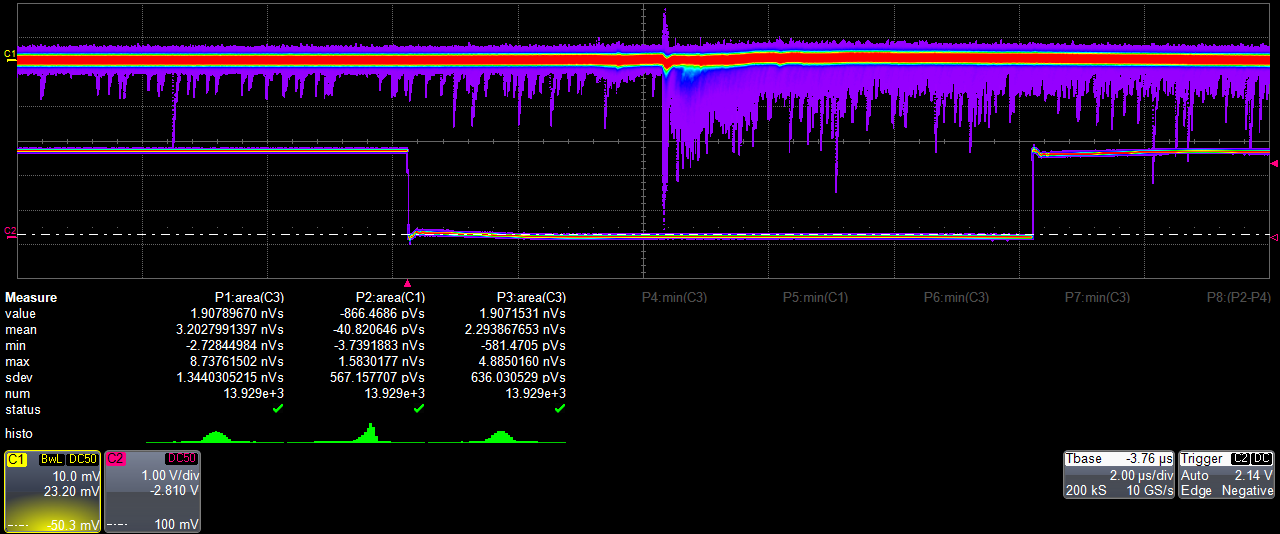 C1
C2
Measure P1:area(C3) P2:area(C1) P3:area(C3) P4:min(C3) P5:min(C1) P6:min(C3) P7:min(C3) P8:(P2-P4)
value 1.90789670 nVs -866.4686 pVs 1.9071531 nVs
mean 3.2027991397 nVs -40.820646 pVs 2.293867653 nVs
min -2.72844984 nVs -3.7391883 nVs -581.4705 pVs
max 8.73761502 nVs 1.5830177 nVs 4.8850160 nVs
sdev 1.3440305215 nVs 567.157707 pVs 636.030529 pVs
num 13.929e+3 13.929e+3 13.929e+3
status
histo
C1 BwL DC50
10.0 mV
23.20 mV
-50.3 mV
C2 DC50
1.00 V/div
-2.810 V
100 mV
Tbase -3.76 µs
2.00 µs/div
200 kS 10 GS/s
Trigger C2 DC
Auto 2.14 V
Edge Negative